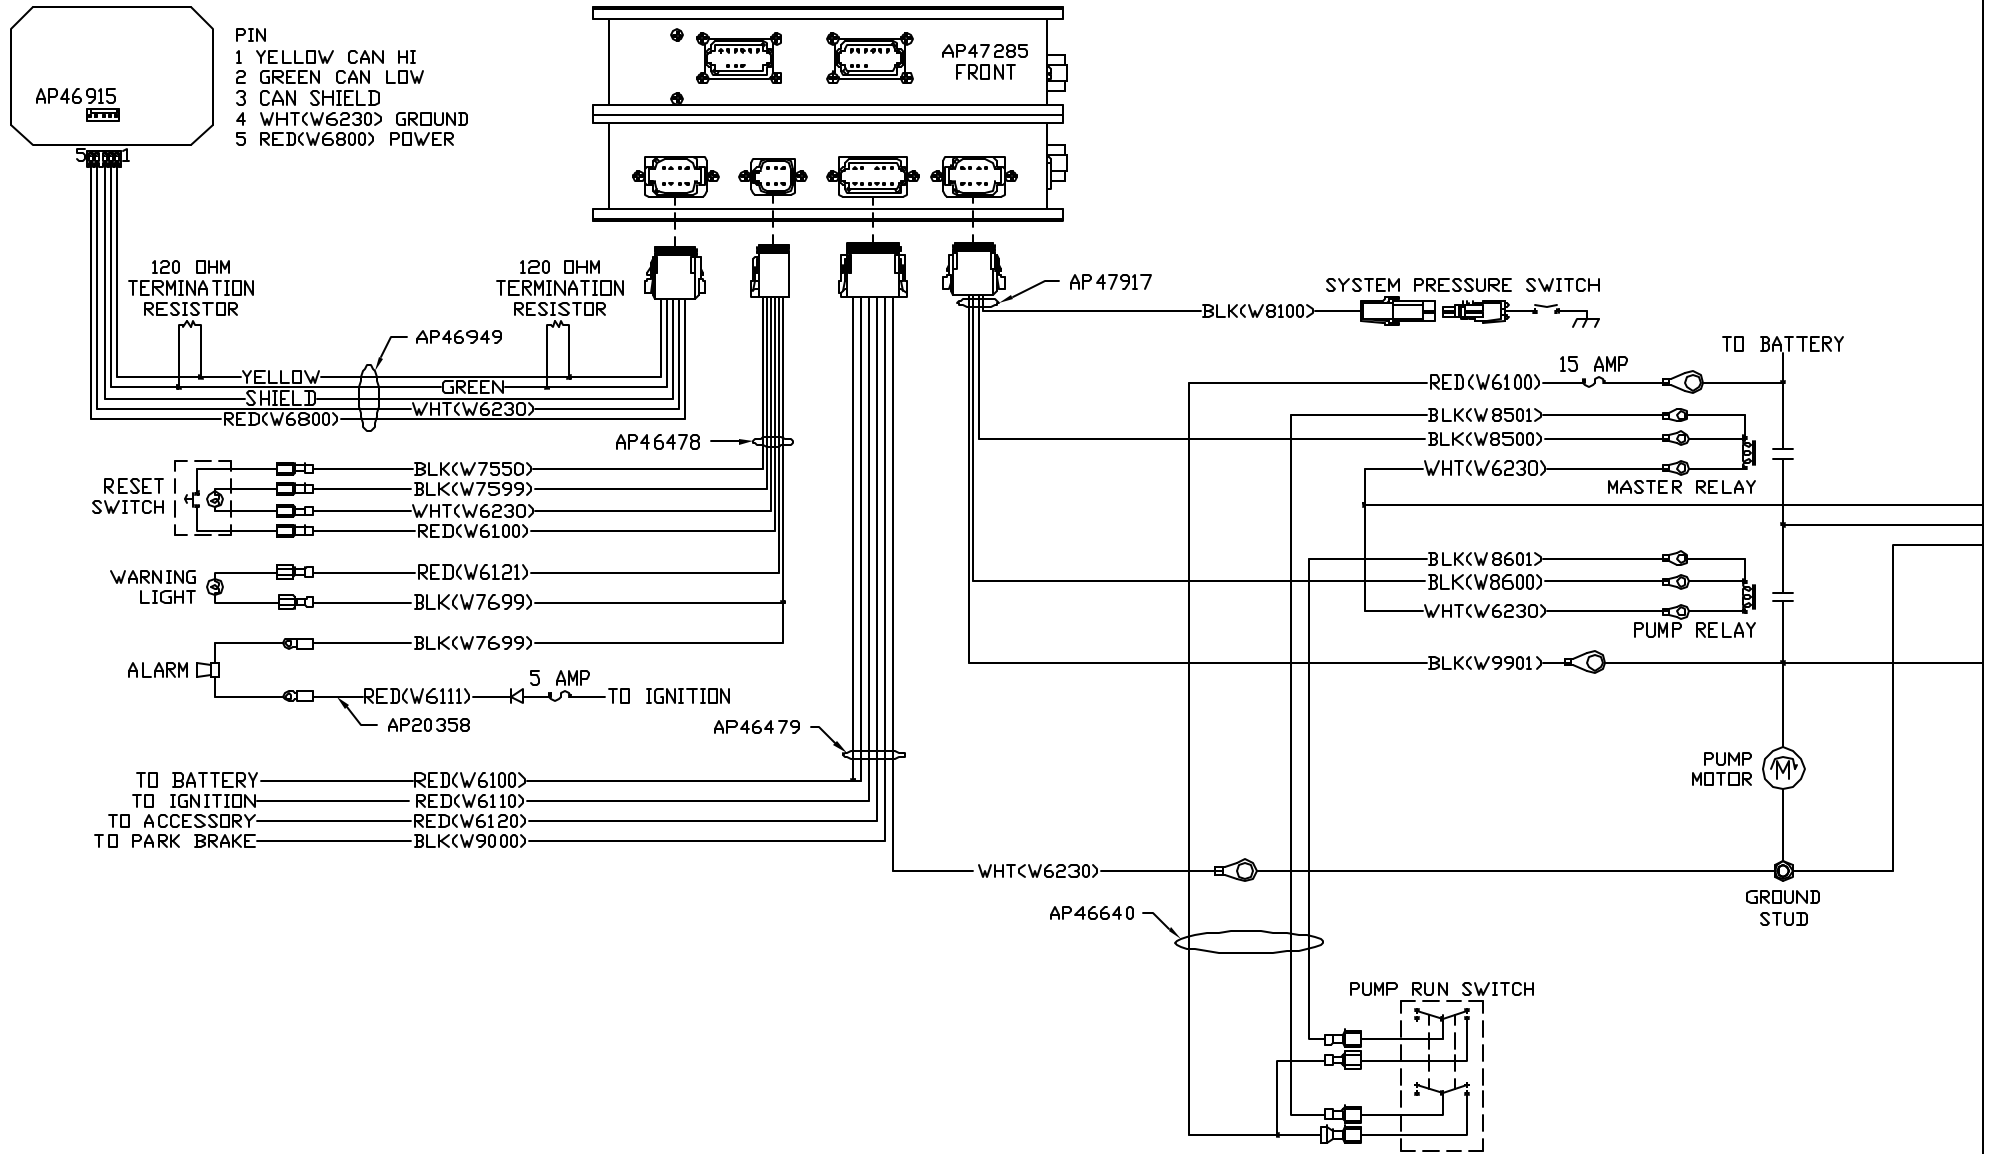 PIN
1 YELLOW CAN HI
2 GREEN CAN LOW
3 CAN SHIELD
4 WHT(W6230) GROUND
5 RED(W6800) POWER
AP46915
5 1
AP47285
FRONT
120 OHM
TERMINATION
RESISTOR
120 OHM
TERMINATION
RESISTOR
AP46949
YELLOW
GREEN
SHIELD
WHT(W6230)
RED(W6800)
AP47917
SYSTEM PRESSURE SWITCH
BLK(W8100)
TO BATTERY
15 AMP
RED(W6100)
BLK(W8501)
BLK(W8500)
WHT(W6230)
MASTER RELAY
AP46478
RESET
SWITCH
BLK(W7550)
BLK(W7599)
WHT(W6230)
RED(W6100)
WARNING
LIGHT
RED(W6121)
BLK(W7699)
BLK(W8601)
BLK(W8600)
WHT(W6230)
PUMP RELAY
ALARM
BLK(W7699)
BLK(W9901)
RED(W6111)
5 AMP
TO IGNITION
AP20358
AP46479
TO BATTERY
RED(W6100)
TO IGNITION
RED(W6110)
TO ACCESSORY
RED(W6120)
TO PARK BRAKE
BLK(W9000)
PUMP
MOTOR
M
WHT(W6230)
GROUND
STUD
AP46640
PUMP RUN SWITCH